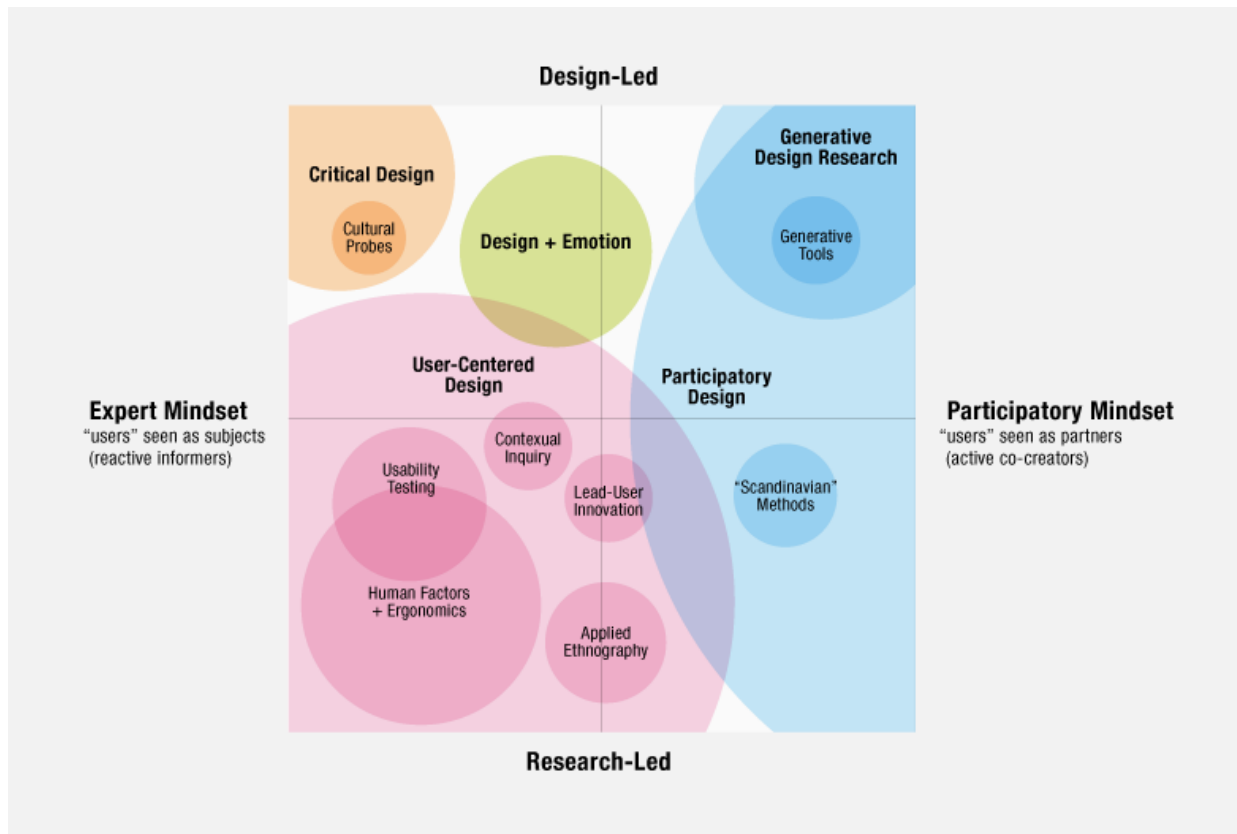 Design-Led
Generative
Design Research
Critical Design
Cultural
Probes
Design + Emotion
Generative
Tools
User-Centered
Design
Participatory
Design
Expert Mindset
“users” seen as subjects
(reactive informers)
Participatory Mindset
“users” seen as partners
(active co-creators)
Contexual
Inquiry
Usability
Testing
Lead-User
Innovation
“Scandinavian”
Methods
Human Factors
+ Ergonomics
Applied
Ethnography
Research-Led